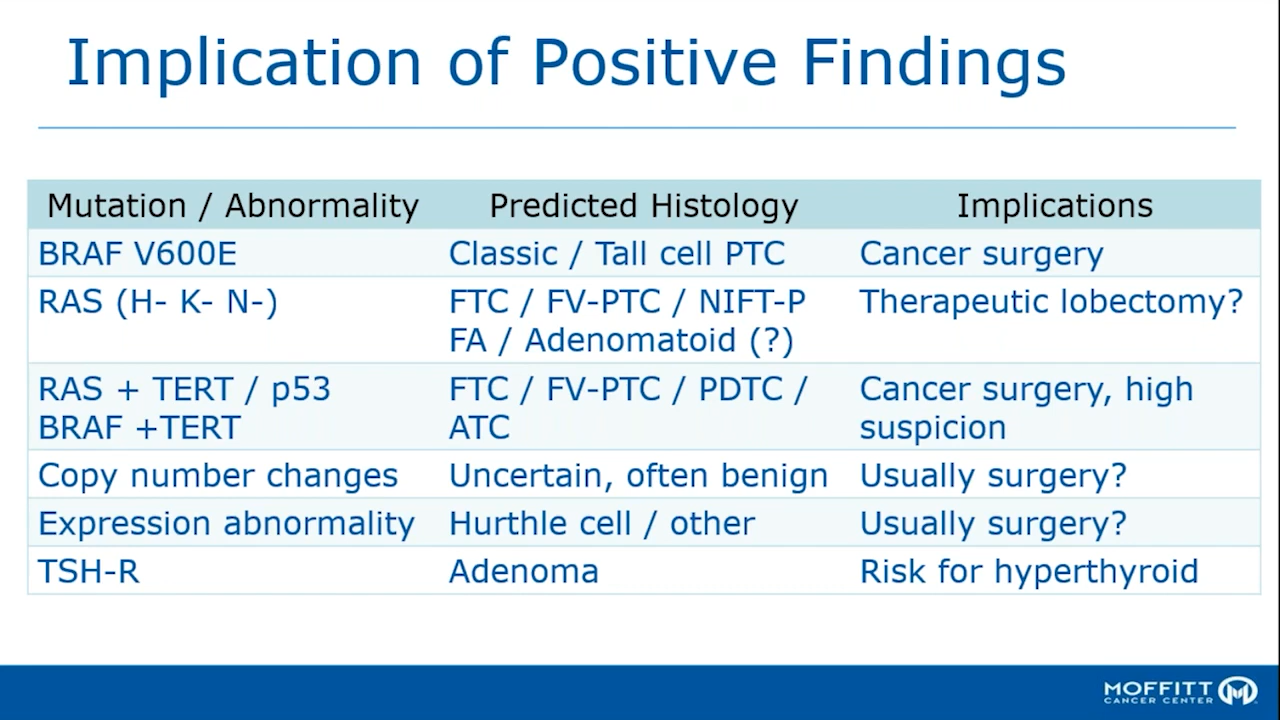 Implication of Positive Findings
Mutation / Abnormality Predicted Histology Implications
BRAF V600E Classic / Tall cell PTC Cancer surgery
RAS (H- K- N-) FTC / FV-PTC / NIFT-P Therapeutic lobectomy?
FA / Adenomatoid (?)
RAS + TERT / p53 FTC / FV-PTC / PDTC / Cancer surgery, high
BRAF +TERT ATC suspicion
Copy number changes Uncertain, often benign Usually surgery?
Expression abnormality Hurthle cell / other Usually surgery?
TSH-R Adenoma Risk for hyperthyroid
MOFFITT
CANCER CENTER